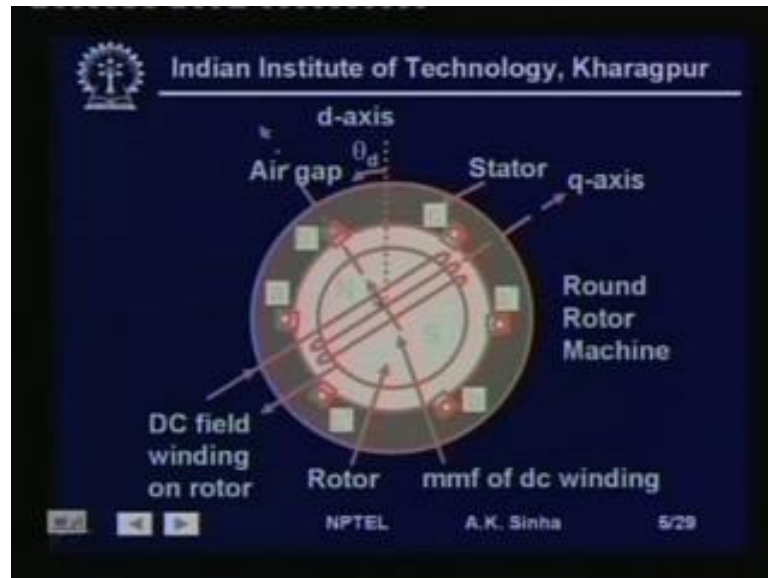 Indian Institute of Technology, Kharagpur
d-axis
θd
Air gap
Stator
q-axis
Round
Rotor
Machine
DC field
winding
on rotor
Rotor
mmf of dc winding
NPTEL
A.K. Sinha
5/29